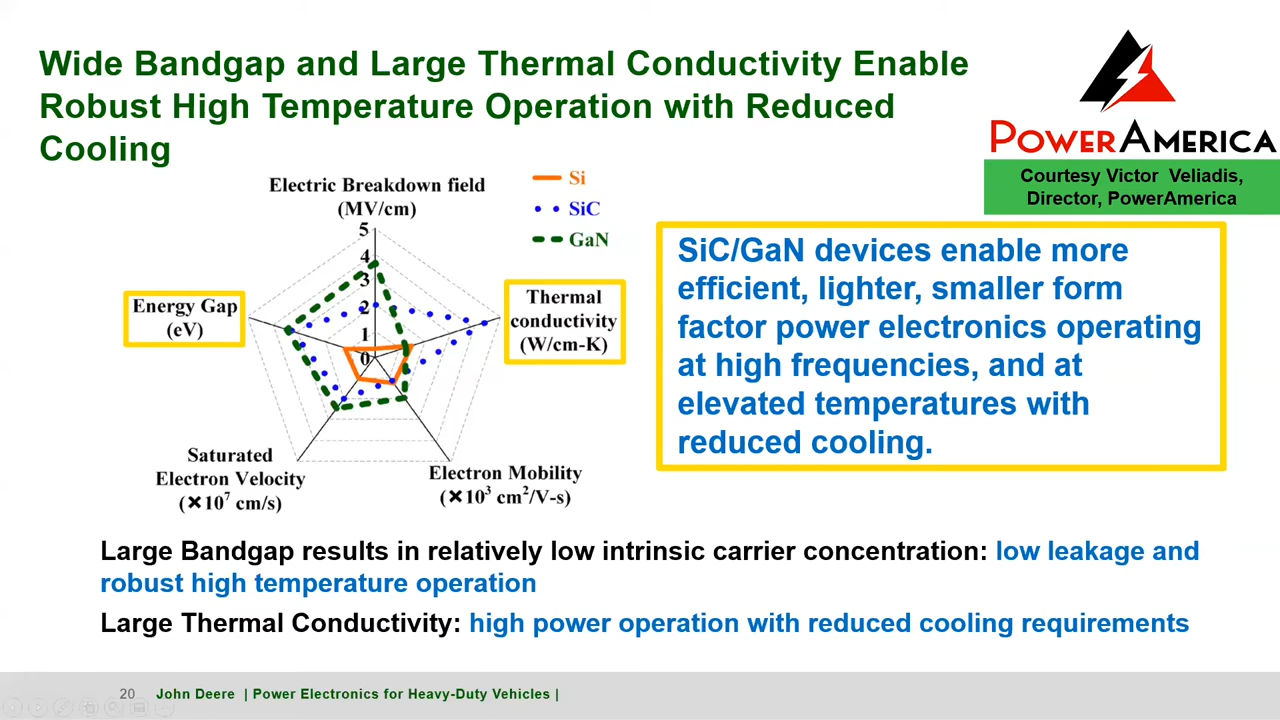 Wide Bandgap and Large Thermal Conductivity Enable
Robust High Temperature Operation with Reduced
Cooling
POWERAMERICA
Courtesy Victor Veliadis,
Director, PowerAmerica
Electric Breakdown field
(MV/cm)
Si
SiC
GaN
5
4
3
2
1
0
Energy Gap
(eV)
Thermal
conductivity
(W/cm-K)
Saturated
Electron Velocity
(×10⁷ cm/s)
Electron Mobility
(×10³ cm²/V-s)
SiC/GaN devices enable more
efficient, lighter, smaller form
factor power electronics operating
at high frequencies, and at
elevated temperatures with
reduced cooling.
Large Bandgap results in relatively low intrinsic carrier concentration: low leakage and
robust high temperature operation
Large Thermal Conductivity: high power operation with reduced cooling requirements
20 John Deere | Power Electronics for Heavy-Duty Vehicles |